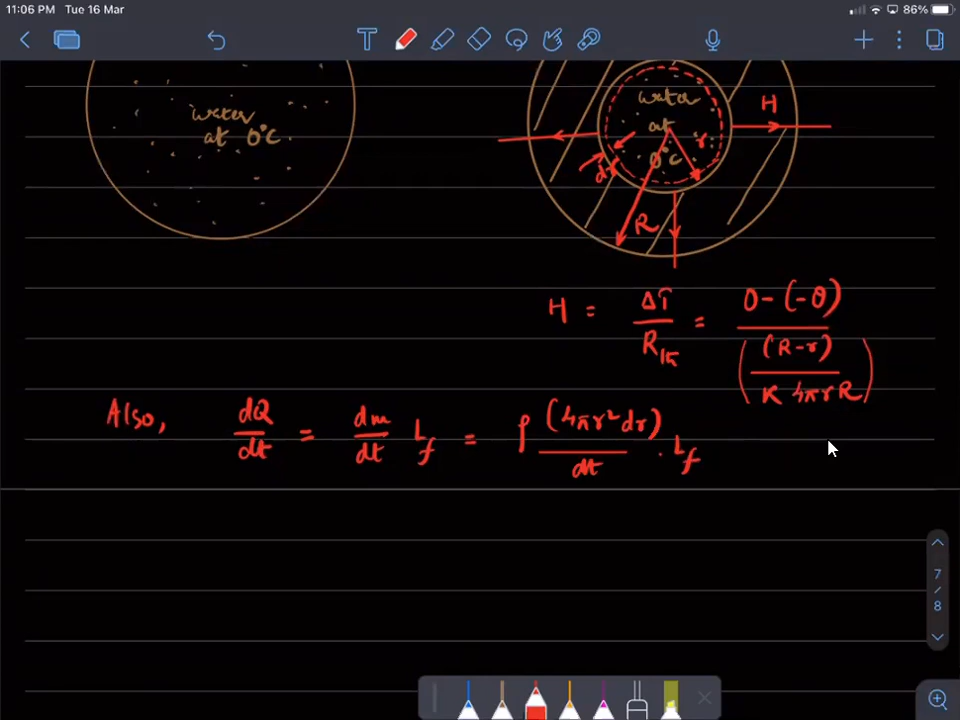 11:06 PM Tue 16 Mar
86%
T
water
at 0°C
water
at
0°C
r
dr
R
H
H = ΔT / R_th = 0-(-θ) / ((R-r) / K 4πrR)
Also, dQ/dt = dm/dt L_f = ρ (4πr²dr)/dt . L_f
7
/
8